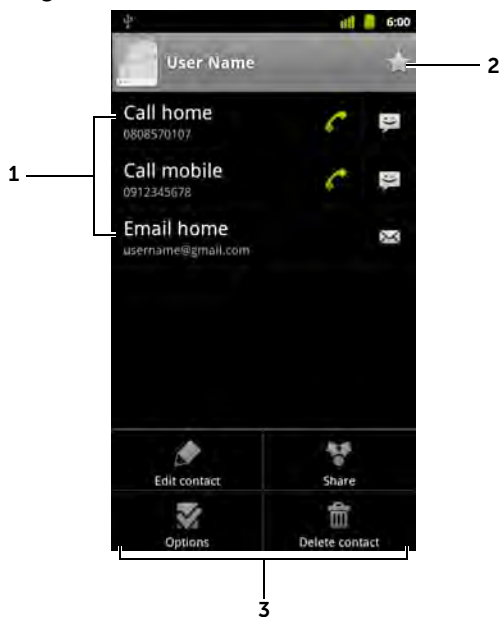 6:00
User Name
2
Call home
0808570107
1
Call mobile
0912345678
Email home
username@gmail.com
Edit contact
Share
Options
Delete contact
3